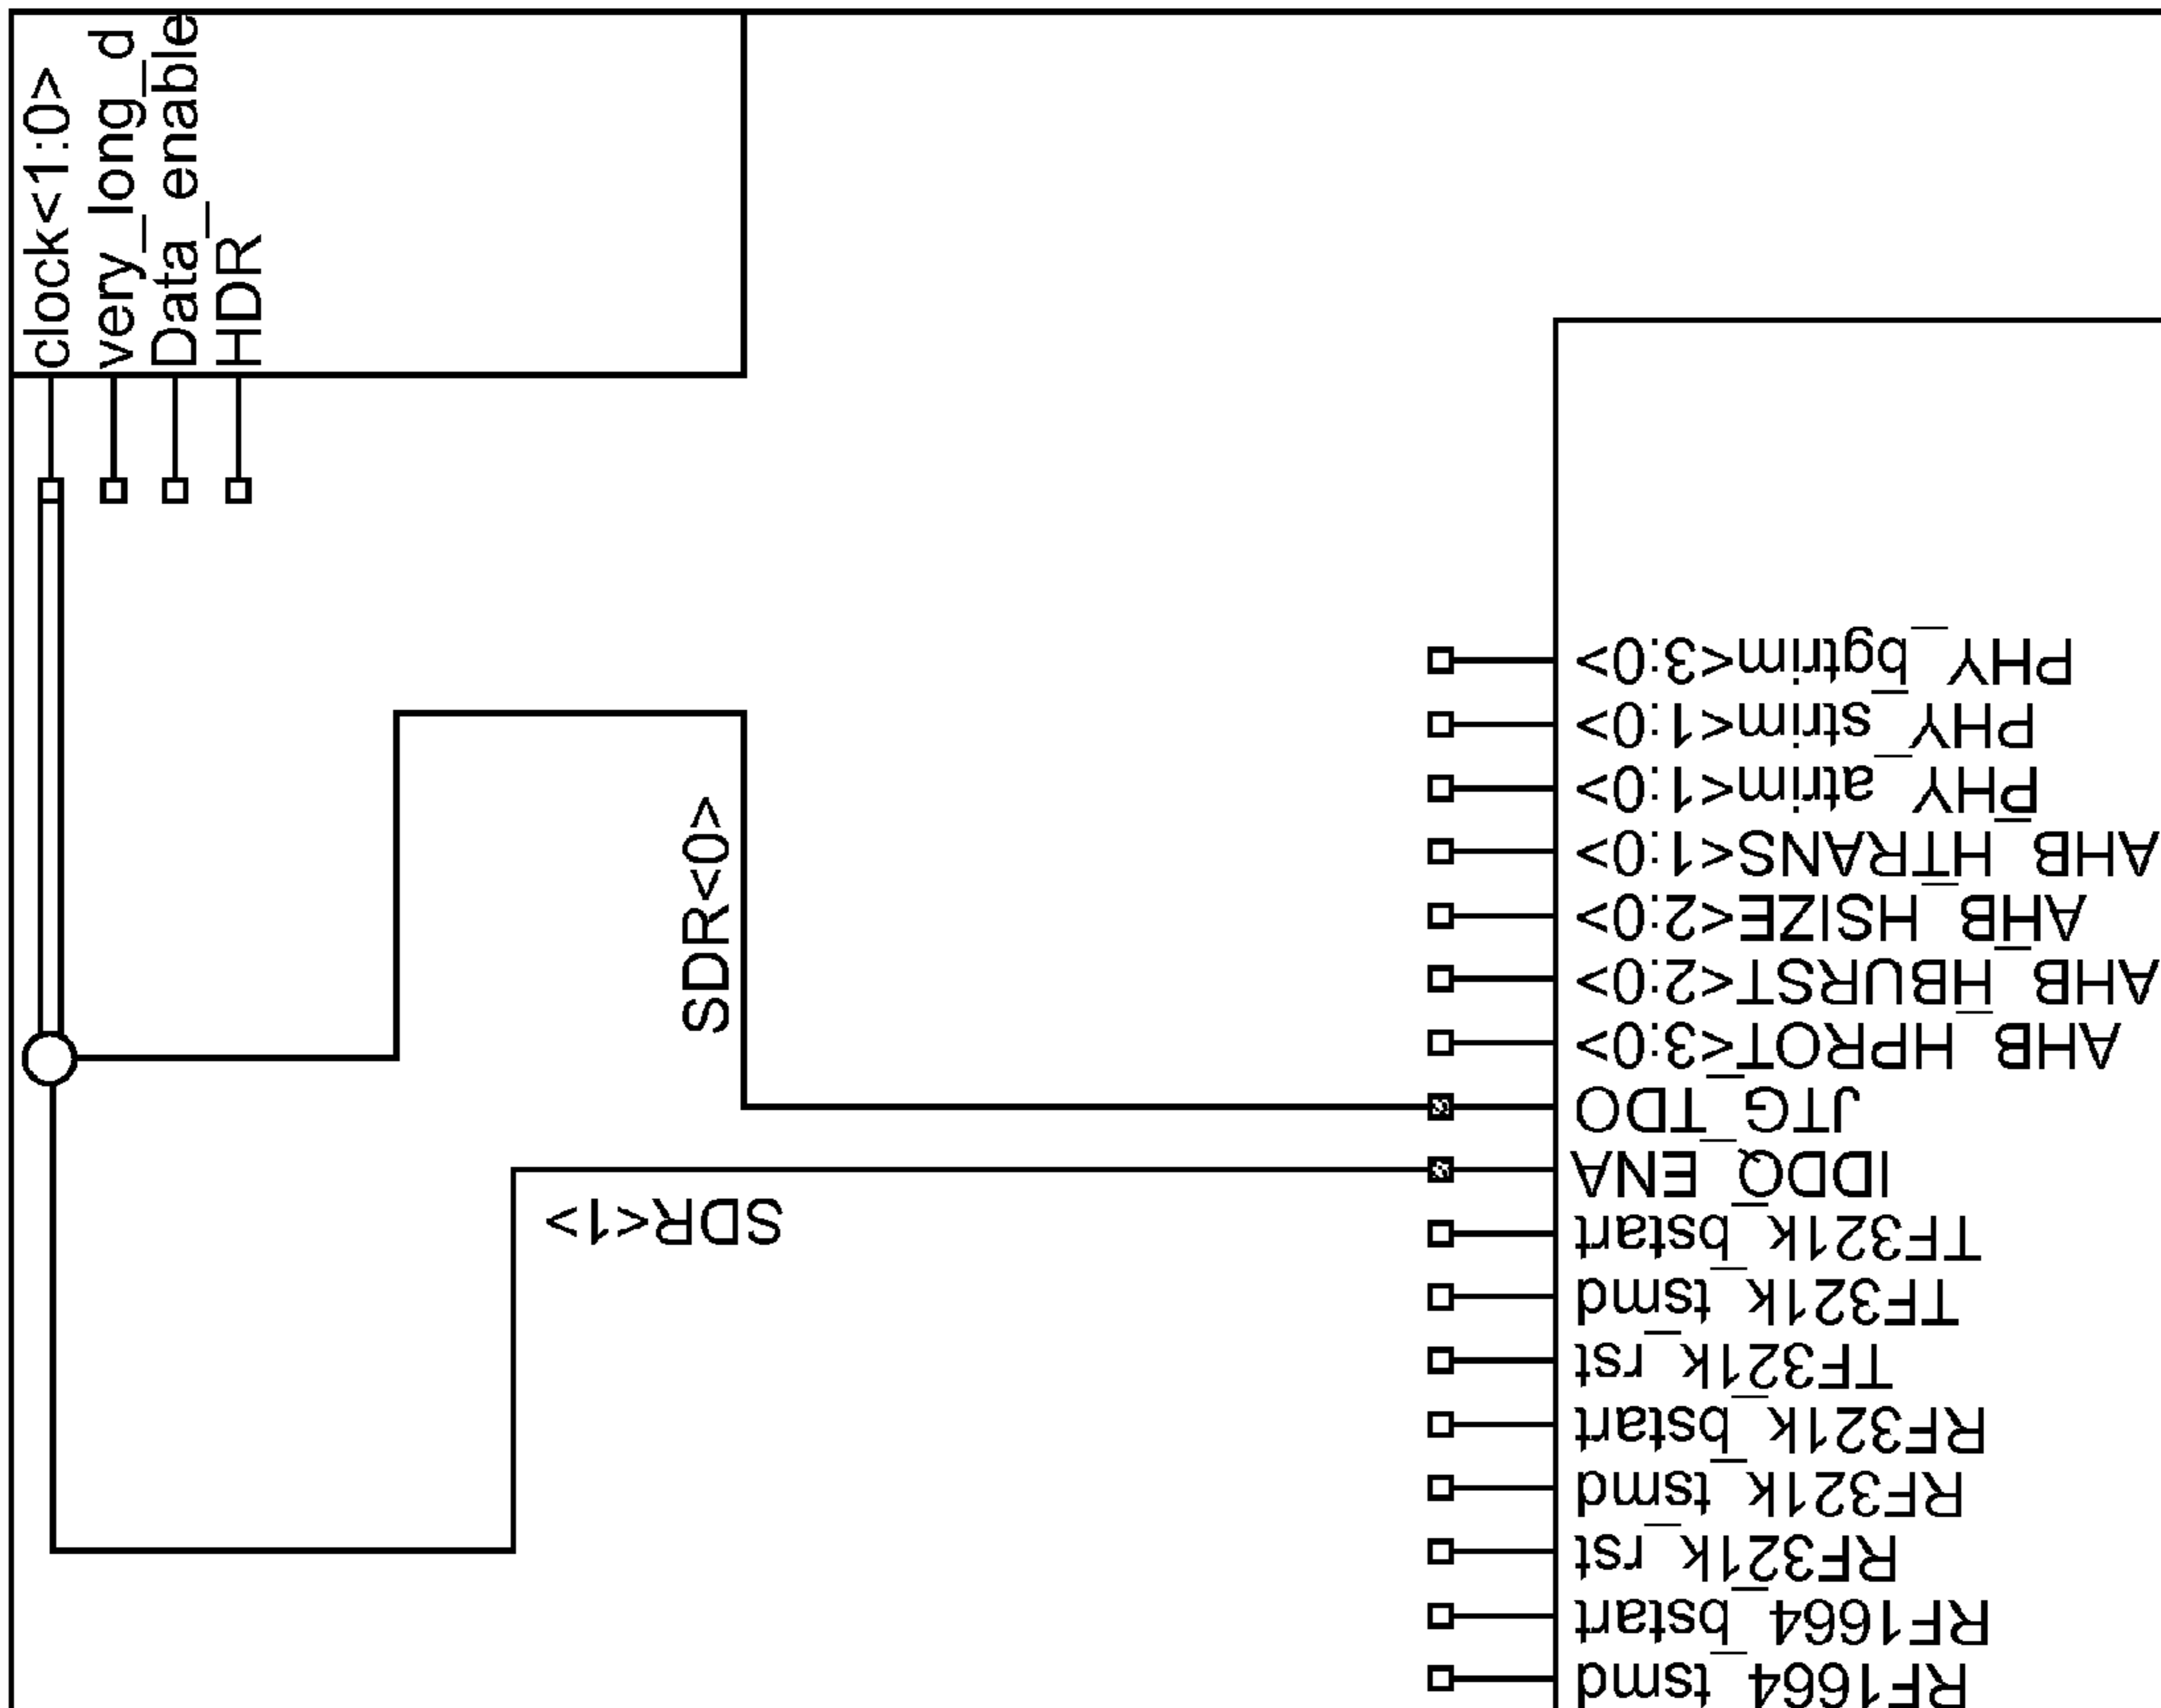 clock<1:0>
very_long_d
Data_enable
HDR
SDR<0>
SDR<1>
PHY_bgtrim<3:0>
PHY_strim<1:0>
PHY_atrim<1:0>
AHB_HTRANS<1:0>
AHB_HSIZE<2:0>
AHB_HBURST<2:0>
AHB_HPROT<3:0>
JTG_TDO
IDDQ_ENA
TF321k_bstart
TF321k_tsmd
TF321k_rst
RF321k_bstart
RF321k_tsmd
RF321k_rst
RF1664_bstart
RF1664_tsmd